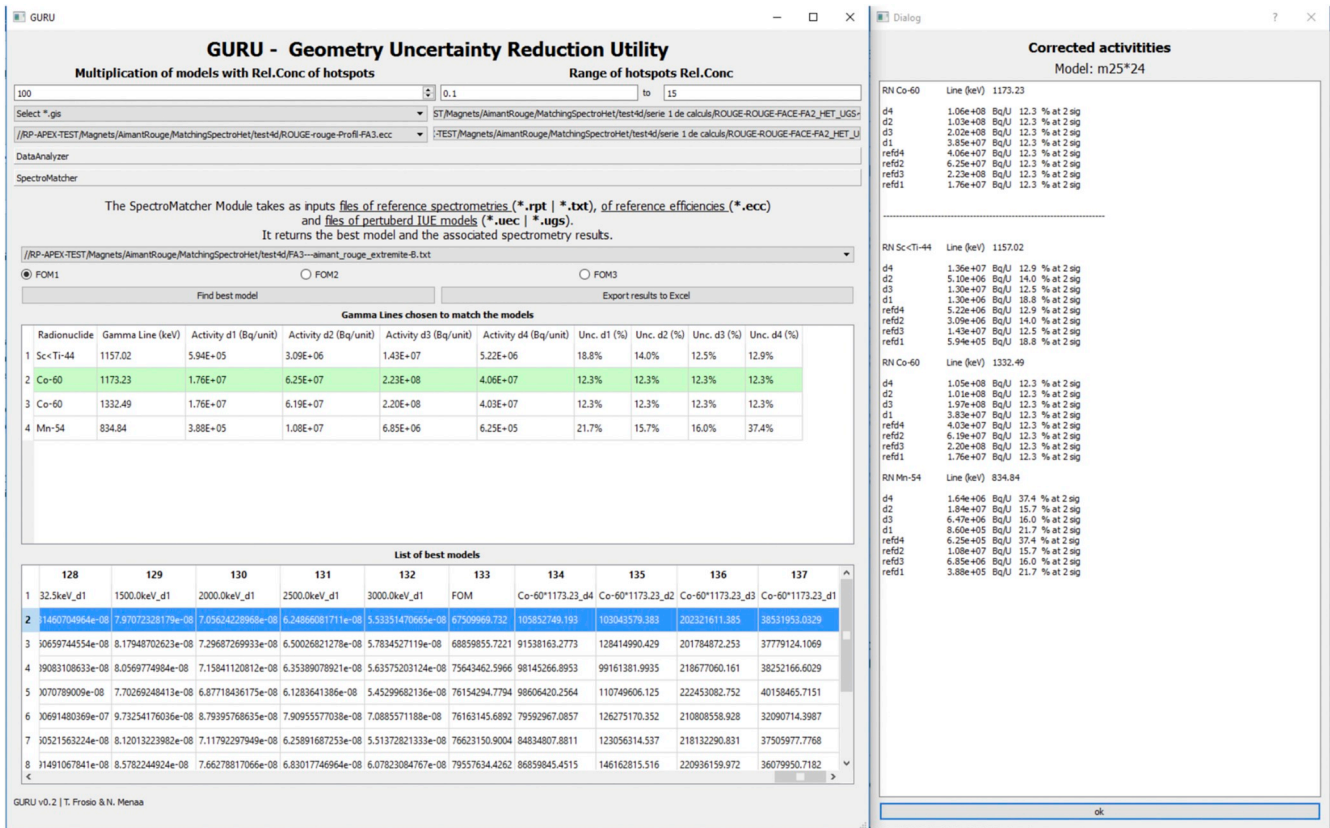 GURU
GURU - Geometry Uncertainty Reduction Utility
Multiplication of models with Rel.Conc of hotspots Range of hotspots Rel.Conc
100 0.1 to 15
Select *.gis ST/Magnets/AimantRouge/MatchingSpectroHet/test4d/serie 1 de calculs/ROUGE-ROUGE-FACE-FA2_HET_UGS-
//RP-APEX-TEST/Magnets/AimantRouge/MatchingSpectroHet/test4d/ROUGE-rouge-Profil-FA3.ecc :-TEST/Magnets/AimantRouge/MatchingSpectroHet/test4d/serie 1 de calculs/ROUGE-ROUGE-FACE-FA2_HET_U
DataAnalyzer
SpectroMatcher
The SpectroMatcher Module takes as inputs files of reference spectrometries (*.rpt | *.txt), of reference efficiencies (*.ecc)
and files of pertuberd IUE models (*.uec | *.ugs).
It returns the best model and the associated spectrometry results.
//RP-APEX-TEST/Magnets/AimantRouge/MatchingSpectroHet/test4d/FA3---aimant_rouge_extremite-B.txt
FOM1 FOM2 FOM3
Find best model Export results to Excel
Gamma Lines chosen to match the models
Radionuclide Gamma Line (keV) Activity d1 (Bq/unit) Activity d2 (Bq/unit) Activity d3 (Bq/unit) Activity d4 (Bq/unit) Unc. d1 (%) Unc. d2 (%) Unc. d3 (%) Unc. d4 (%)
1 Sc<Ti-44 1157.02 5.94E+05 3.09E+06 1.43E+07 5.22E+06 18.8% 14.0% 12.5% 12.9%
2 Co-60 1173.23 1.76E+07 6.25E+07 2.23E+08 4.06E+07 12.3% 12.3% 12.3% 12.3%
3 Co-60 1332.49 1.76E+07 6.19E+07 2.20E+08 4.03E+07 12.3% 12.3% 12.3% 12.3%
4 Mn-54 834.84 3.88E+05 1.08E+07 6.85E+06 6.25E+05 21.7% 15.7% 16.0% 37.4%
List of best models
128 129 130 131 132 133 134 135 136 137
1 32.5keV_d1 1500.0keV_d1 2000.0keV_d1 2500.0keV_d1 3000.0keV_d1 FOM Co-60*1173.23_d4 Co-60*1173.23_d2 Co-60*1173.23_d3 Co-60*1173.23_d1
2 1460704964e-08 7.97072328179e-08 7.05624228968e-08 6.24866081711e-08 5.53351470665e-08 67509969.732 105852749.193 103043579.383 202321611.385 38531953.0329
3 60659744554e-08 8.17948702623e-08 7.29687269933e-08 6.50026821278e-08 5.7834527119e-08 68859855.7221 91538163.2773 128414990.429 201784872.253 37779124.1069
4 39083108633e-08 8.0569774984e-08 7.15841120812e-08 6.35389078921e-08 5.63575203124e-08 75643462.5966 98145266.8953 99161381.9935 218677060.161 38252166.6029
5 0070789009e-08 7.70269248413e-08 6.87718436175e-08 6.1283641386e-08 5.45299682136e-08 76154294.7794 98606420.2564 110749606.125 222453082.752 40158465.7151
6 00691480369e-07 9.73254176036e-08 8.79395768635e-08 7.90955577038e-08 7.0885571188e-08 76163145.6892 79592967.0857 126275170.352 210808558.928 32090714.3987
7 50521563224e-08 8.12013223982e-08 7.11792297949e-08 6.25891687253e-08 5.51372821333e-08 76623150.9004 84834807.8811 123056314.537 218132290.831 37505977.7768
8 91491067841e-08 8.5782244924e-08 7.66278817066e-08 6.83017746964e-08 6.07823084767e-08 79557634.4262 86859845.4515 146162815.516 220936159.972 36079950.7182
GURU v0.2 | T. Frosio & N. Menaa
Dialog
Corrected activitities
Model: m25*24
RN Co-60 Line (keV) 1173.23
d4 1.06e+08 Bq/U 12.3 % at 2 sig
d2 1.03e+08 Bq/U 12.3 % at 2 sig
d3 2.02e+08 Bq/U 12.3 % at 2 sig
d1 3.85e+07 Bq/U 12.3 % at 2 sig
refd4 4.06e+07 Bq/U 12.3 % at 2 sig
refd2 6.25e+07 Bq/U 12.3 % at 2 sig
refd3 2.23e+08 Bq/U 12.3 % at 2 sig
refd1 1.76e+07 Bq/U 12.3 % at 2 sig
----------------------------------------------------------------------
RN Sc<Ti-44 Line (keV) 1157.02
d4 1.36e+07 Bq/U 12.9 % at 2 sig
d2 5.10e+06 Bq/U 14.0 % at 2 sig
d3 1.30e+07 Bq/U 12.5 % at 2 sig
d1 1.30e+06 Bq/U 18.8 % at 2 sig
refd4 5.22e+06 Bq/U 12.9 % at 2 sig
refd2 3.09e+06 Bq/U 14.0 % at 2 sig
refd3 1.43e+07 Bq/U 12.5 % at 2 sig
refd1 5.94e+05 Bq/U 18.8 % at 2 sig
RN Co-60 Line (keV) 1332.49
d4 1.05e+08 Bq/U 12.3 % at 2 sig
d2 1.01e+08 Bq/U 12.3 % at 2 sig
d3 1.97e+08 Bq/U 12.3 % at 2 sig
d1 3.83e+07 Bq/U 12.3 % at 2 sig
refd4 4.03e+07 Bq/U 12.3 % at 2 sig
refd2 6.19e+07 Bq/U 12.3 % at 2 sig
refd3 2.20e+08 Bq/U 12.3 % at 2 sig
refd1 1.76e+07 Bq/U 12.3 % at 2 sig
RN Mn-54 Line (keV) 834.84
d4 1.64e+06 Bq/U 37.4 % at 2 sig
d2 1.84e+07 Bq/U 15.7 % at 2 sig
d3 6.47e+06 Bq/U 16.0 % at 2 sig
d1 8.60e+05 Bq/U 21.7 % at 2 sig
refd4 6.25e+05 Bq/U 37.4 % at 2 sig
refd2 1.08e+07 Bq/U 15.7 % at 2 sig
refd3 6.85e+06 Bq/U 16.0 % at 2 sig
refd1 3.88e+05 Bq/U 21.7 % at 2 sig
ok